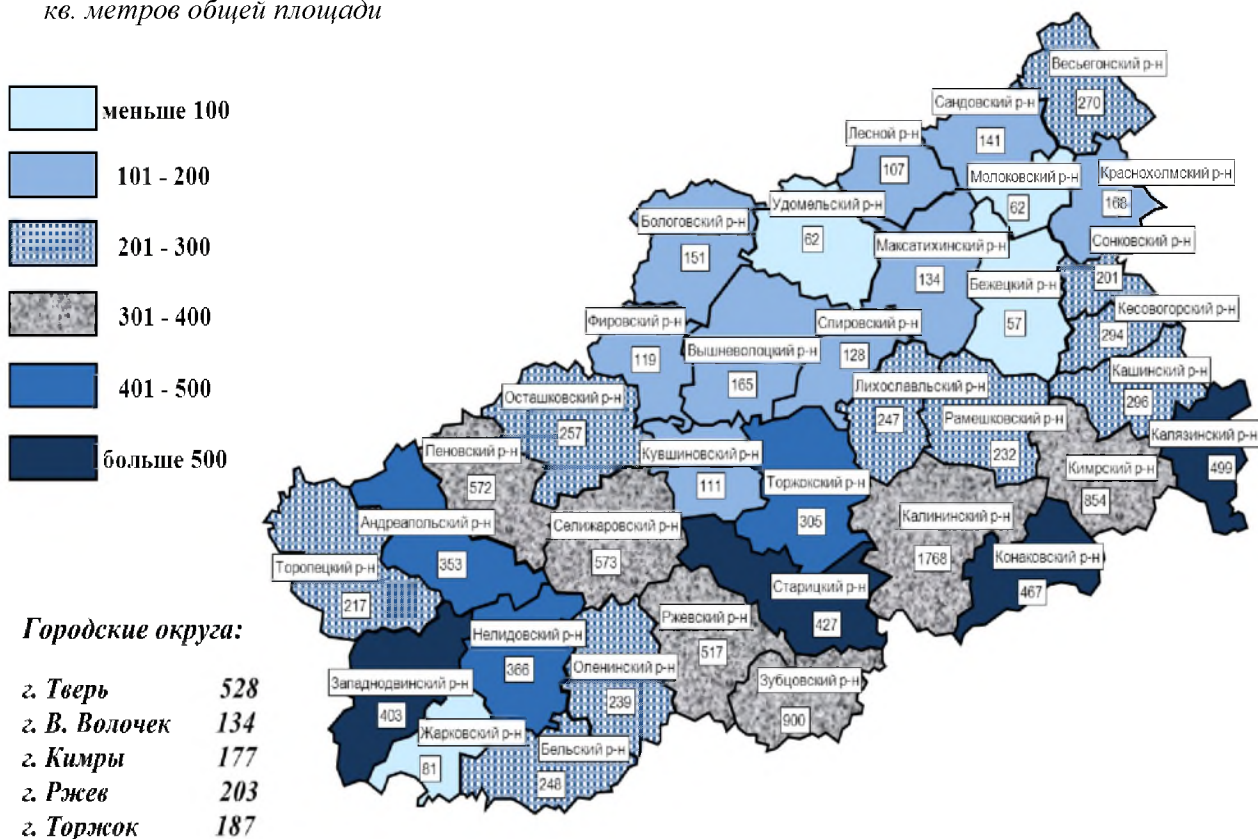 кв. метров общей площади
меньше 100
101 - 200
201 - 300
301 - 400
401 - 500
больше 500
Весьегонский р-н
270
Сандовский р-н
141
Лесной р-н
107
Молоковский р-н
62
Краснохолмский р-н
168
Удомельский р-н
62
Бологовский р-н
151
Максатихинский р-н
134
Сонковский р-н
201
Бежецкий р-н
57
Кесовогорский р-н
294
Фировский р-н
119
Спировский р-н
128
Вышневолоцкий р-н
165
Кашинский р-н
296
Лихославльский р-н
247
Осташковский р-н
257
Рамешковский р-н
232
Калязинский р-н
499
Пеновский р-н
572
Кувшиновский р-н
111
Кимрский р-н
854
Торжокский р-н
305
Калининский р-н
1768
Андреапольский р-н
353
Селижаровский р-н
573
Конаковский р-н
467
Торопецкий р-н
217
Старицкий р-н
427
Ржевский р-н
517
Нелидовский р-н
366
Оленинский р-н
239
Зубцовский р-н
900
Западнодвинский р-н
403
Жарковский р-н
81
Бельский р-н
248
Городские округа:
г. Тверь 528
г. В. Волочек 134
г. Кимры 177
г. Ржев 203
г. Торжок 187